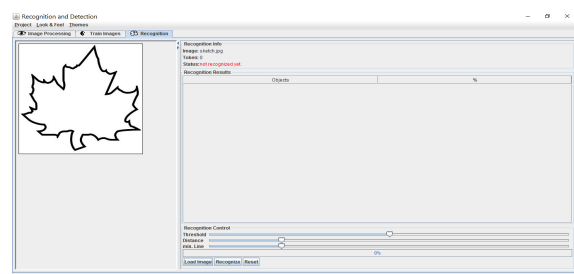 Recognition and Detection
Project Look & Feel Themes
Image Processing Train Images Recognition
Recognition Info
Image: sketch.jpg
Token: 0
Status:not recognized yet.
Recognition Results
Objects %
Recognition Control
Threshold
Distance
min. Line
0%
Load Image Recognize Reset